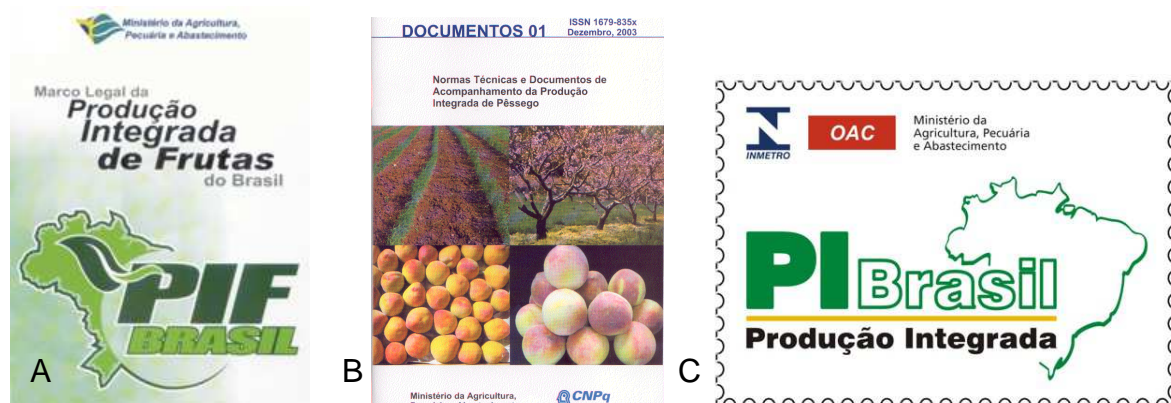 Ministério da Agricultura,
Pecuária e Abastecimento
Marco Legal da
Produção
Integrada
de Frutas
do Brasil
PIF
BRASIL
A
DOCUMENTOS 01
ISSN 1679-835x
Dezembro, 2003
Normas Técnicas e Documentos de
Acompanhamento da Produção
Integrada de Pêssego
Ministério da Agricultura,
CNPq
B
INMETRO
OAC
Ministério da
Agricultura, Pecuária
e Abastecimento
PI Brasil
Produção Integrada
C